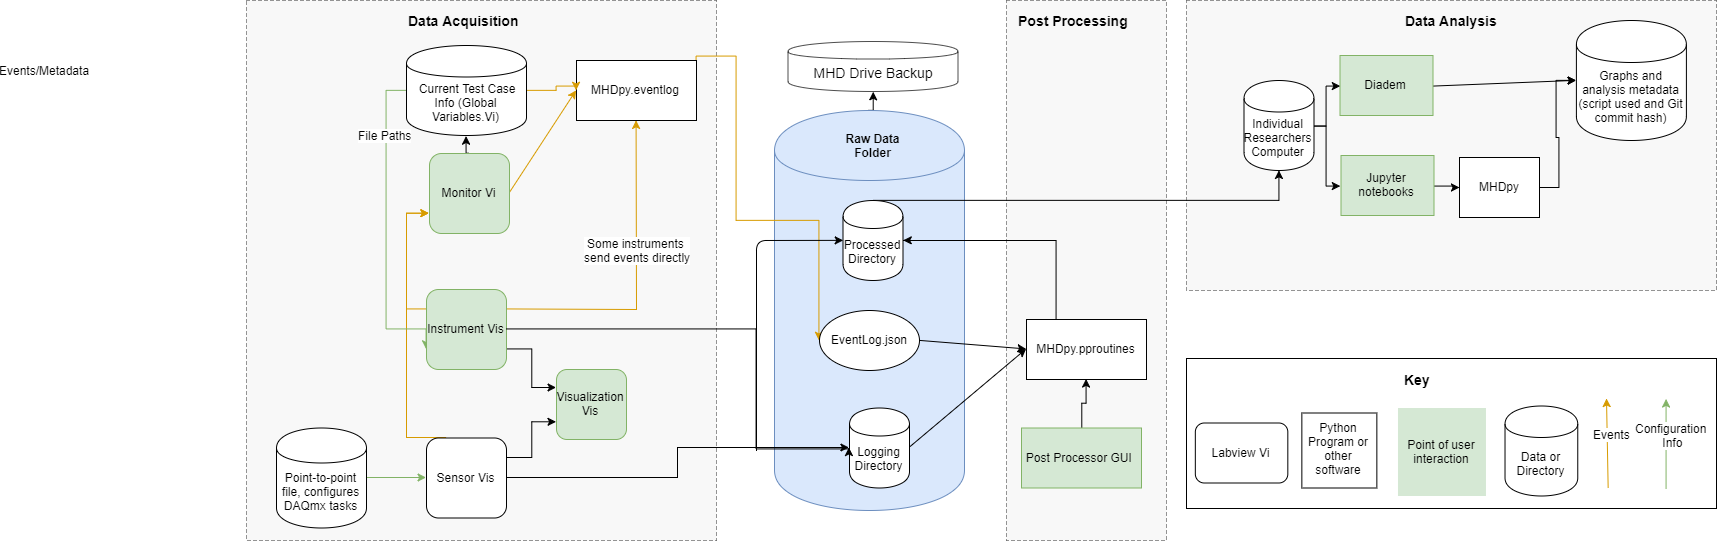 Events/Metadata
Data Acquisition
Current Test Case
Info (Global
Variables.Vi)
MHDpy.eventlog
File Paths
Monitor Vi
Some instruments
send events directly
Instrument Vis
Visualization
Vis
Point-to-point
file, configures
DAQmx tasks
Sensor Vis
MHD Drive Backup
Raw Data
Folder
Processed
Directory
EventLog.json
Logging
Directory
Post Processing
MHDpy.pproutines
Post Processor GUI
Data Analysis
Individual
Researchers
Computer
Diadem
Jupyter
notebooks
MHDpy
Graphs and
analysis metadata
(script used and Git
commit hash)
Key
Labview Vi
Python
Program or
other
software
Point of user
interaction
Data or
Directory
Events
Configuration
Info